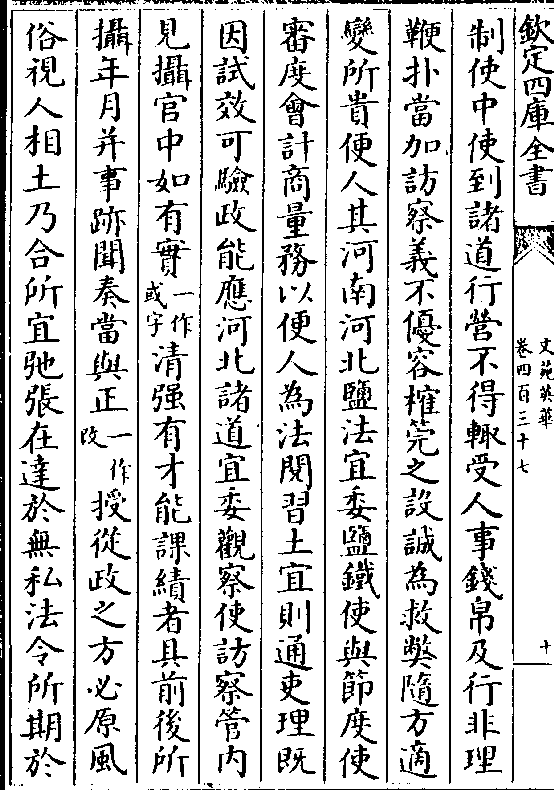 欽定四庫全書
文苑英華
卷四百三十七
十
制使中使到諸道行營不得輙受人事錢帛及行非理
鞭扑當加訪察義不優容榷筦之設誠為救弊隨方適
變所貴便人其河南河北鹽法宜委鹽鐵使與節度使
審度會計商量務以便人為法閱習土宜則通吏理既
因試效可驗政能應河北諸道宜委觀察使訪察管内
見攝官中如有實一作或字清强有才能課績者具前後所
攝年月并事跡聞奏當與正一作改授從政之方必原風
俗視人相土乃合所宜弛張在達於無私法令所期於